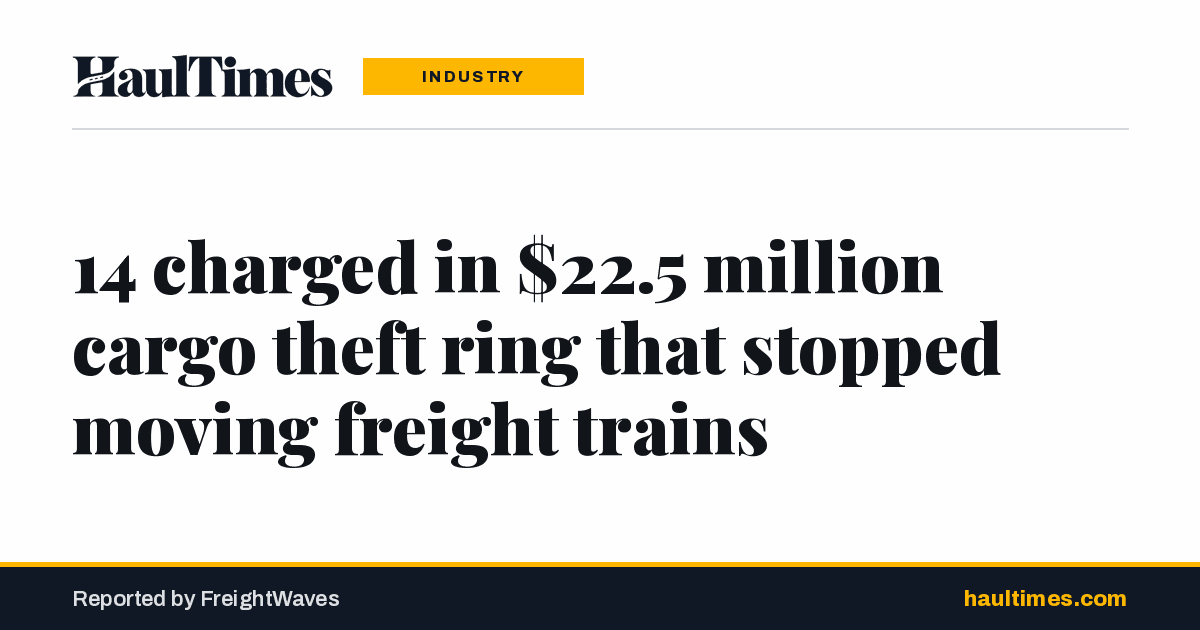 HaulTimes
INDUSTRY
14 charged in $22.5 million
cargo theft ring that stopped
moving freight trains
Reported by FreightWaves
haultimes.com